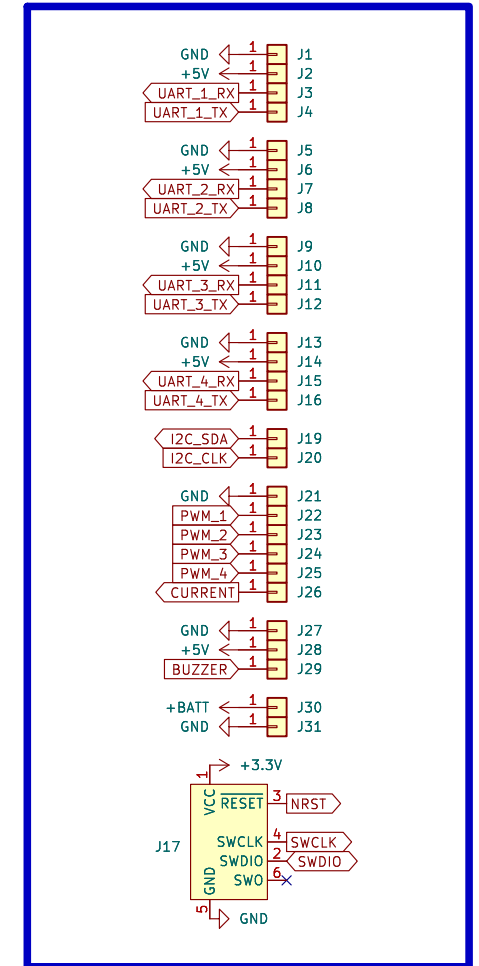 GND 1 J1
+5V 1 J2
UART_1_RX 1 J3
UART_1_TX 1 J4
GND 1 J5
+5V 1 J6
UART_2_RX 1 J7
UART_2_TX 1 J8
GND 1 J9
+5V 1 J10
UART_3_RX 1 J11
UART_3_TX 1 J12
GND 1 J13
+5V 1 J14
UART_4_RX 1 J15
UART_4_TX 1 J16
I2C_SDA 1 J19
I2C_CLK 1 J20
GND 1 J21
PWM_1 1 J22
PWM_2 1 J23
PWM_3 1 J24
PWM_4 1 J25
CURRENT 1 J26
GND 1 J27
+5V 1 J28
BUZZER 1 J29
+BATT 1 J30
GND 1 J31
1 +3.3V
VCC RESET 3 NRST
SWCLK 4 SWCLK
J17
SWDIO 2 SWDIO
GND SWO 6
5 GND